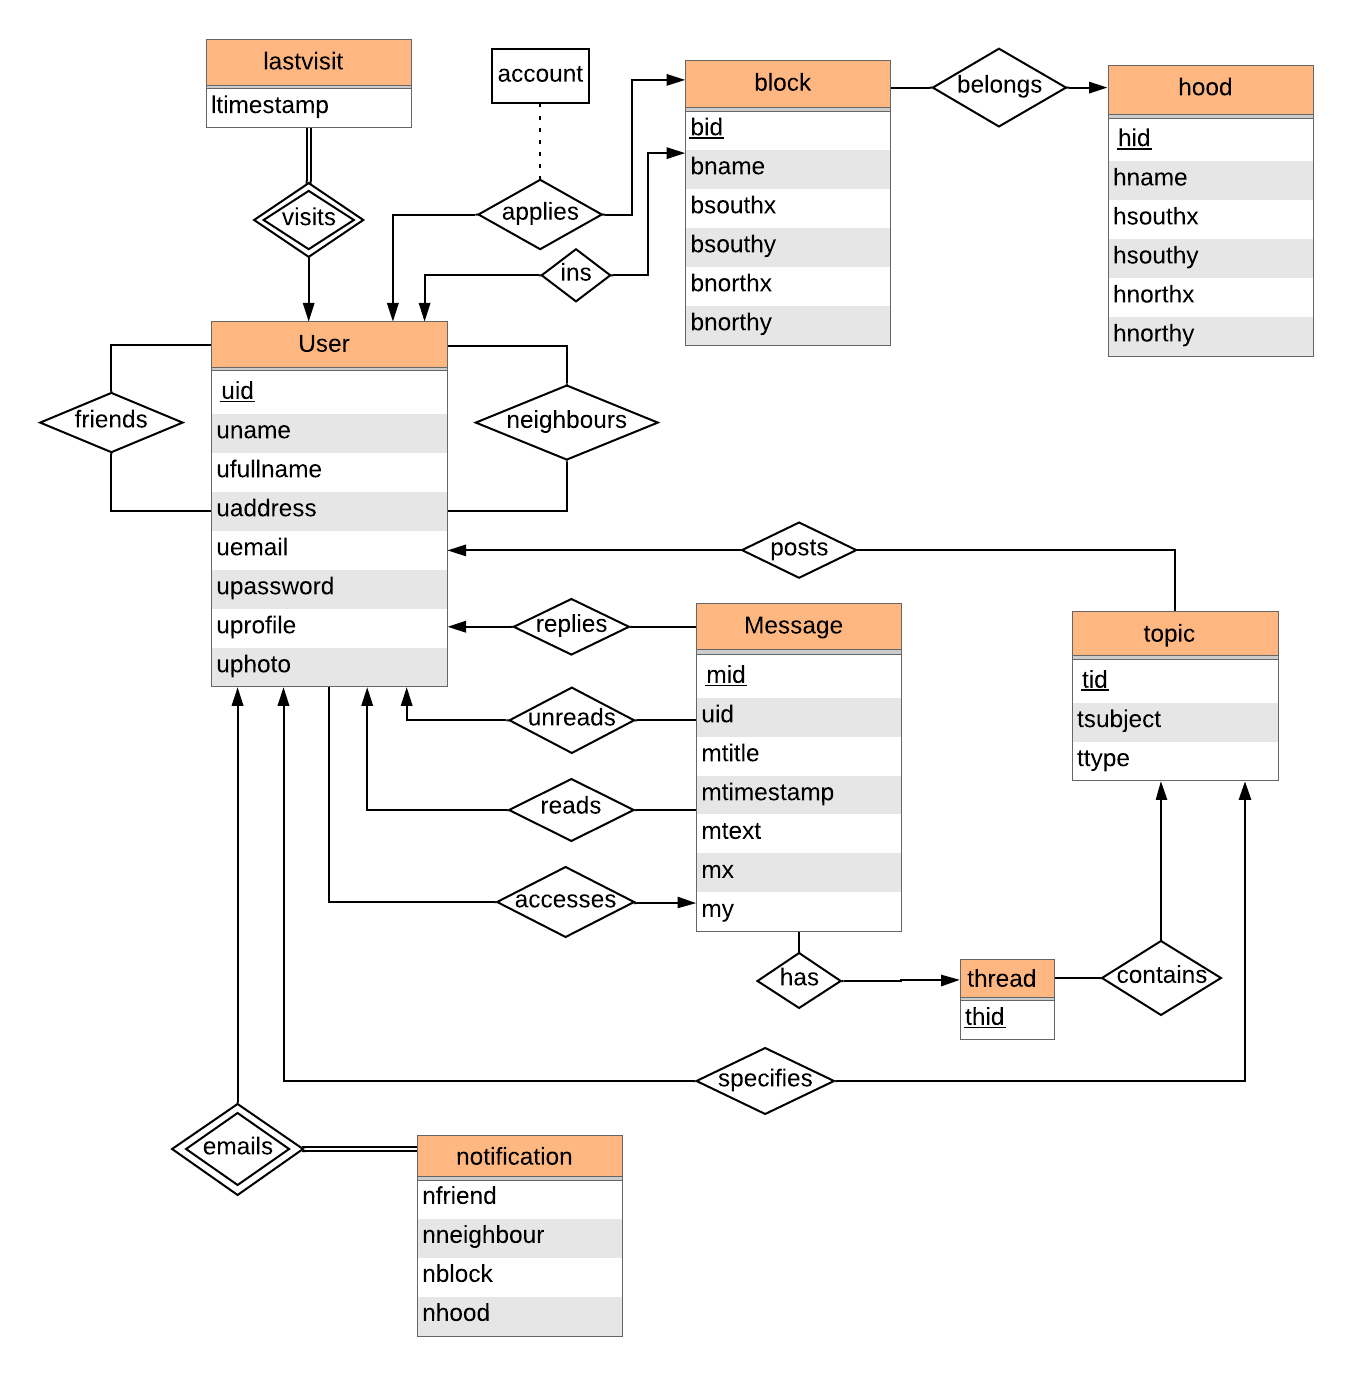 lastvisit
ltimestamp
account
block
bid
bname
bsouthx
bsouthy
bnorthx
bnorthy
belongs
hood
hid
hname
hsouthx
hsouthy
hnorthx
hnorthy
visits
applies
ins
User
uid
uname
ufullname
uaddress
uemail
upassword
uprofile
uphoto
friends
neighbours
posts
replies
unreads
reads
accesses
Message
mid
uid
mtitle
mtimestamp
mtext
mx
my
topic
tid
tsubject
ttype
has
thread
thid
contains
specifies
emails
notification
nfriend
nneighbour
nblock
nhood